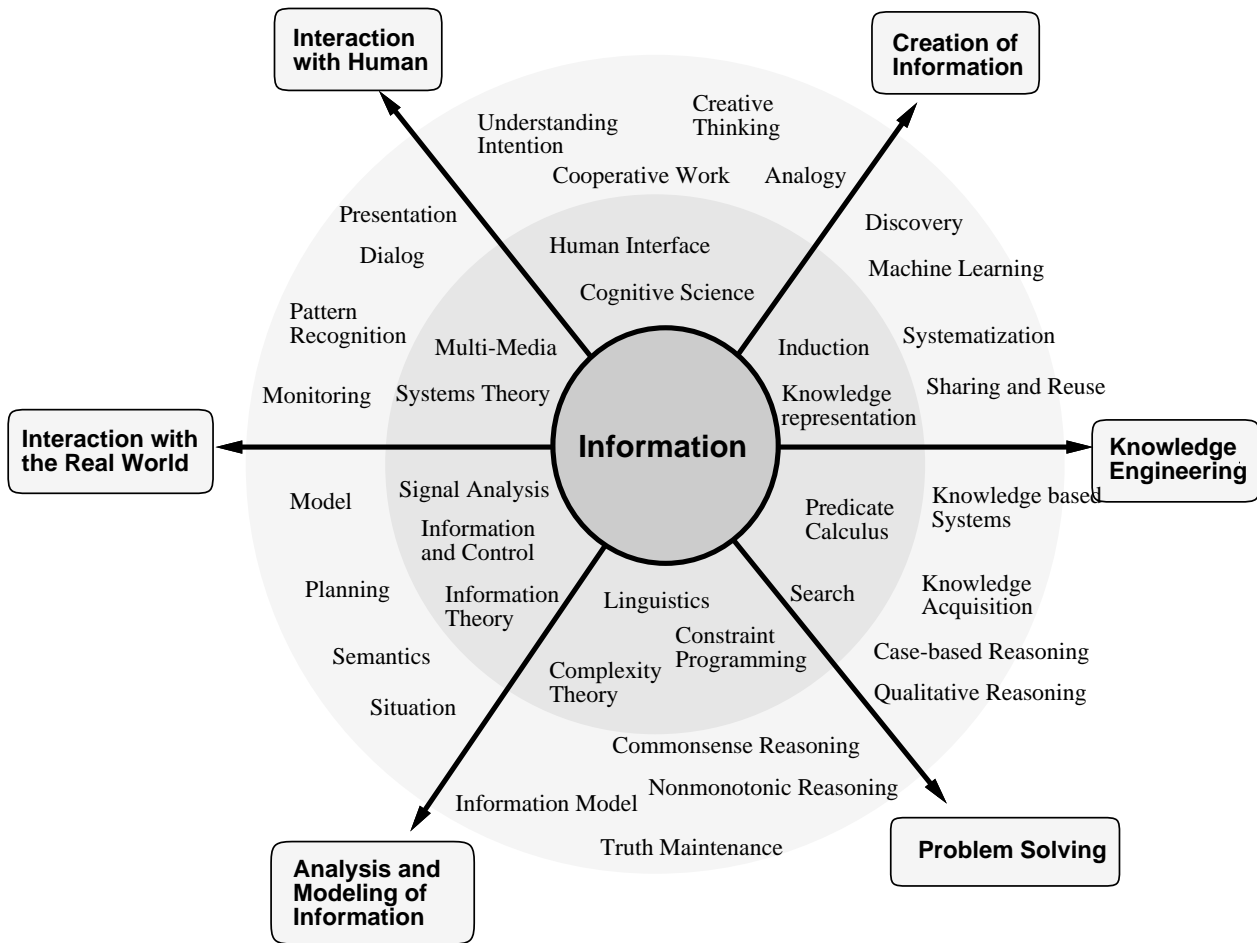 Interaction
with Human
Creation of
Information
Creative
Thinking
Understanding
Intention
Cooperative Work
Analogy
Presentation
Discovery
Human Interface
Dialog
Machine Learning
Cognitive Science
Pattern
Recognition
Systematization
Multi-Media
Induction
Sharing and Reuse
Monitoring
Systems Theory
Knowledge
representation
Interaction with
the Real World
Information
Knowledge
Engineering
Model
Signal Analysis
Predicate
Calculus
Knowledge based
Systems
Information
and Control
Planning
Information
Theory
Linguistics
Search
Knowledge
Acquisition
Constraint
Programming
Semantics
Case-based Reasoning
Complexity
Theory
Situation
Qualitative Reasoning
Commonsense Reasoning
Nonmonotonic Reasoning
Information Model
Truth Maintenance
Problem Solving
Analysis and
Modeling of
Information